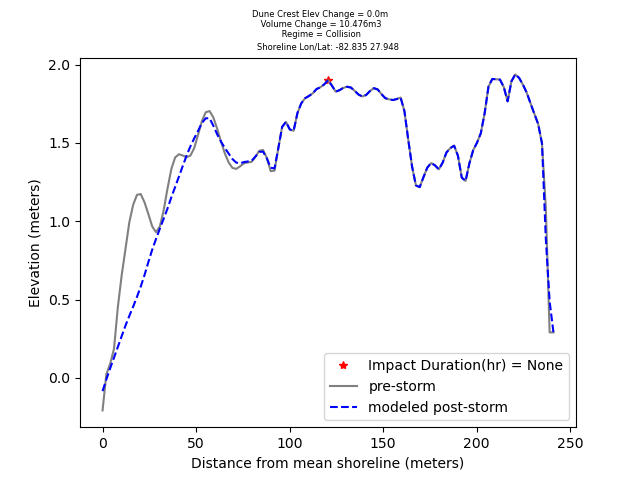 Dune Crest Elev Change = 0.0m
Volume Change = 10.476m3
Regime = Collision
Shoreline Lon/Lat: -82.835 27.948
2.0
1.5
1.0
0.5
0.0
Elevation (meters)
Impact Duration(hr) = None
pre-storm
modeled post-storm
0 50 100 150 200 250
Distance from mean shoreline (meters)